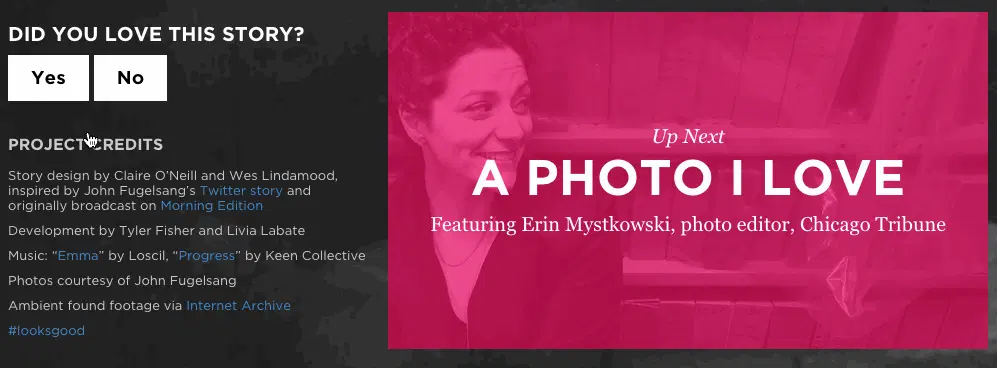 DID YOU LOVE THIS STORY?
Yes No
PROJECT CREDITS
Story design by Claire O’Neill and Wes Lindamood,
inspired by John Fugelsang’s Twitter story and
originally broadcast on Morning Edition
Development by Tyler Fisher and Livia Labate
Music: “Emma” by Loscil, “Progress” by Keen Collective
Photos courtesy of John Fugelsang
Ambient found footage via Internet Archive
#looksgood
Up Next
A PHOTO I LOVE
Featuring Erin Mystkowski, photo editor, Chicago Tribune